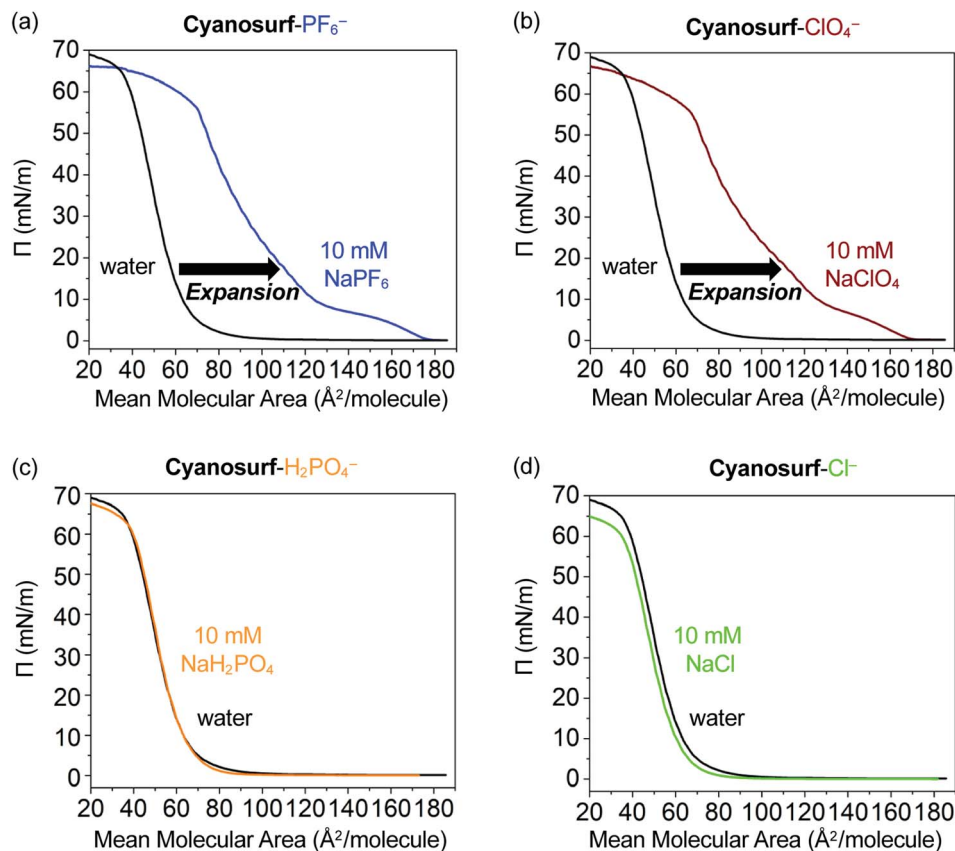 (a)
Cyanosurf-PF₆⁻
70
60
50
40
30
20
10
0
Π (mN/m)
water
10 mM
NaPF₆
Expansion
20 40 60 80 100 120 140 160 180
Mean Molecular Area (Å²/molecule)
(b)
Cyanosurf-ClO₄⁻
70
60
50
40
30
20
10
0
Π (mN/m)
water
10 mM
NaClO₄
Expansion
20 40 60 80 100 120 140 160 180
Mean Molecular Area (Å²/molecule)
(c)
Cyanosurf-H₂PO₄⁻
70
60
50
40
30
20
10
0
Π (mN/m)
10 mM
NaH₂PO₄
water
20 40 60 80 100 120 140 160 180
Mean Molecular Area (Å²/molecule)
(d)
Cyanosurf-Cl⁻
70
60
50
40
30
20
10
0
Π (mN/m)
10 mM
NaCl
water
20 40 60 80 100 120 140 160 180
Mean Molecular Area (Å²/molecule)